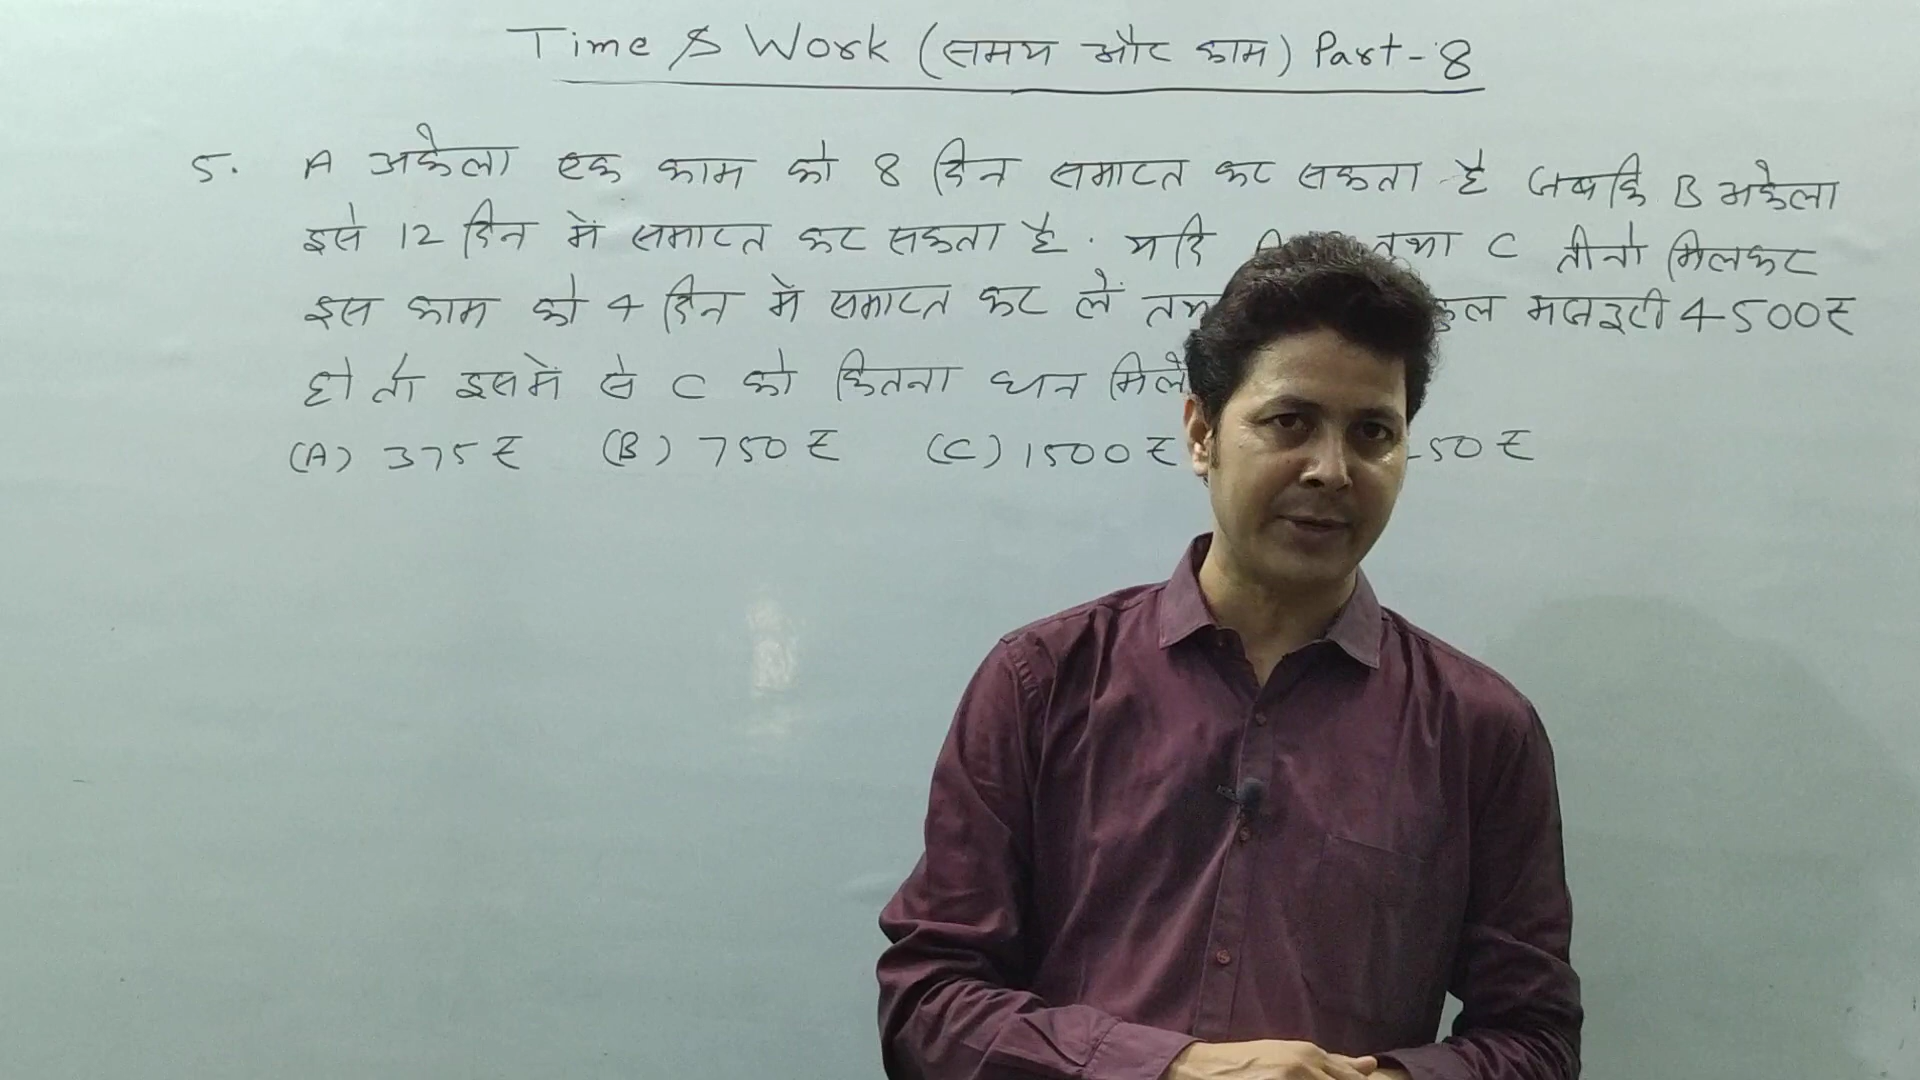 Time & Work (समय और काम) Part-8
5. A अकेला एक काम को 8 दिन समाप्त कर सकता है जबकि B अकेला
इसे 12 दिन में समाप्त कर सकता है. यदि तथा C तीनों मिलकर
इस काम को 4 दिन में समाप्त कर लें कुल मजदूरी 4500₹
हो तो इसमें से C को कितना धन
(A) 375₹ (B) 750₹ (C) 1500₹ 50₹